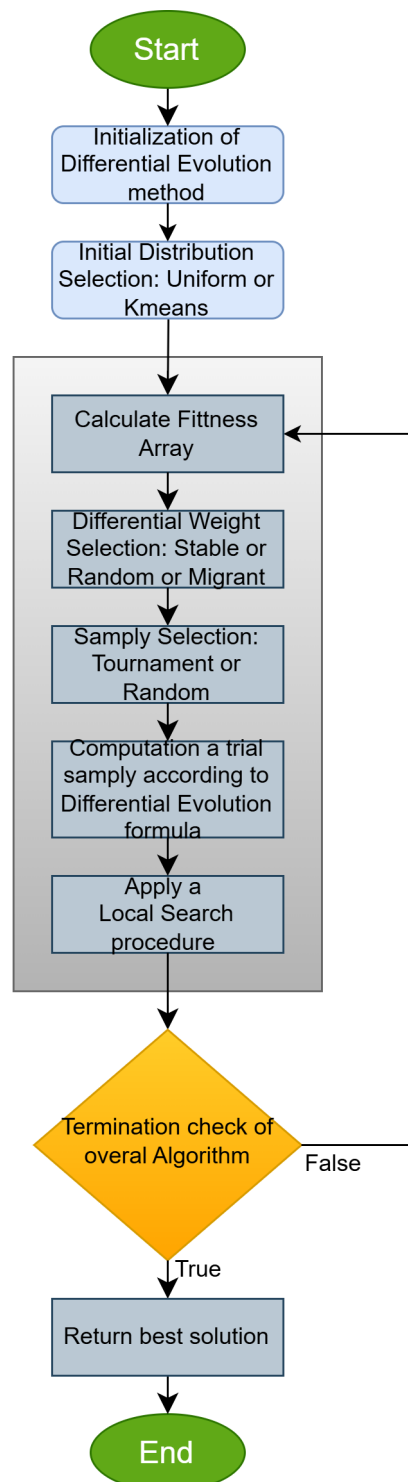 Start
Initialization of
Differential Evolution
method
Initial Distribution
Selection: Uniform or
Kmeans
Calculate Fittness
Array
Differential Weight
Selection: Stable or
Random or Migrant
Samply Selection:
Tournament or
Random
Computation a trial
samply according to
Differential Evolution
formula
Apply a
Local Search
procedure
Termination check of
overal Algorithm
False
True
Return best solution
End